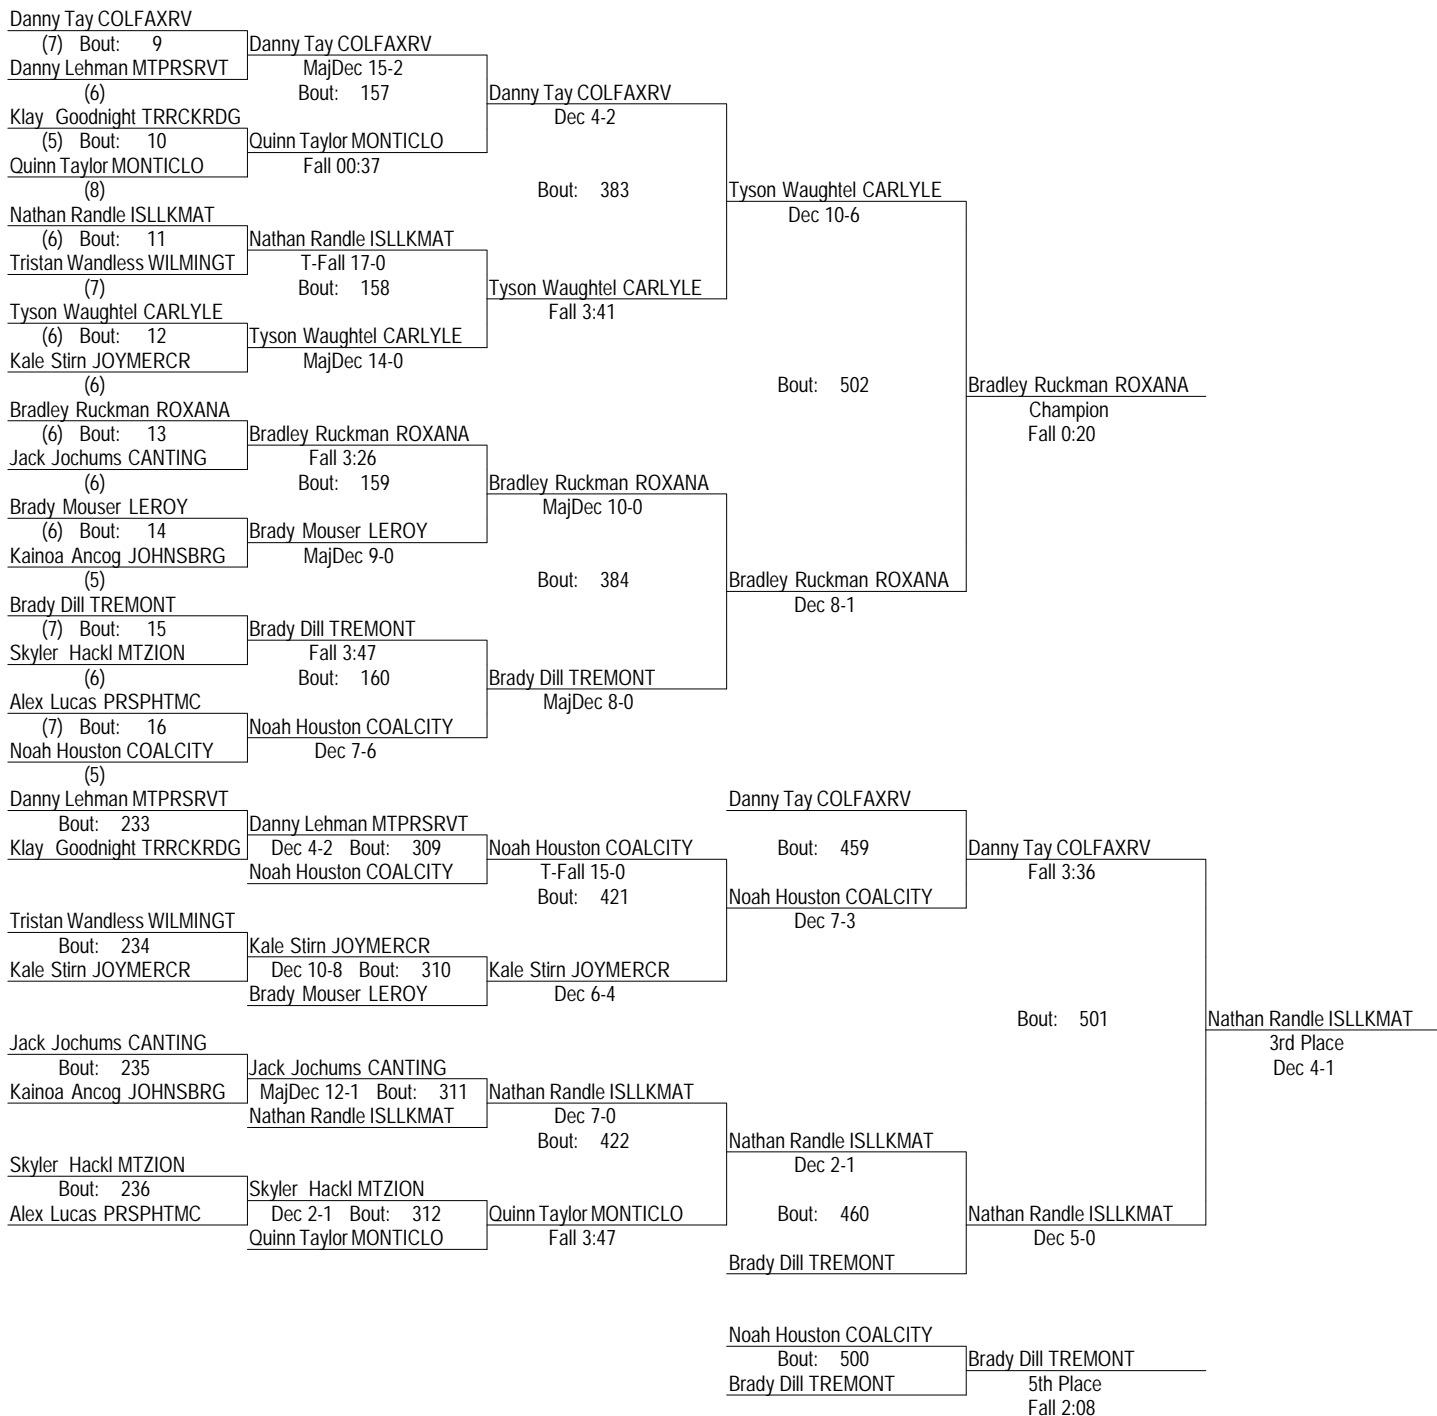 Danny Tay COLFAXRV
(7) Bout: 9
Danny Tay COLFAXRV
Danny Lehman MTPRSRVT
MajDec 15-2
(6)
Bout: 157
Danny Tay COLFAXRV
Klay Goodnight TRRCKRDG
Dec 4-2
(5) Bout: 10
Quinn Taylor MONTICLO
Quinn Taylor MONTICLO
Fall 00:37
(8)
Bout: 383
Tyson Waughtel CARLYLE
Nathan Randle ISLLKMAT
Dec 10-6
(6) Bout: 11
Nathan Randle ISLLKMAT
Tristan Wandless WILMINGT
T-Fall 17-0
(7)
Bout: 158
Tyson Waughtel CARLYLE
Tyson Waughtel CARLYLE
Fall 3:41
(6) Bout: 12
Tyson Waughtel CARLYLE
Kale Stirn JOYMERCR
MajDec 14-0
(6)
Bout: 502
Bradley Ruckman ROXANA
Bradley Ruckman ROXANA
Champion
(6) Bout: 13
Bradley Ruckman ROXANA
Fall 0:20
Jack Jochums CANTING
Fall 3:26
(6)
Bout: 159
Bradley Ruckman ROXANA
Brady Mouser LEROY
MajDec 10-0
(6) Bout: 14
Brady Mouser LEROY
Kainoa Ancog JOHNSBRG
MajDec 9-0
(5)
Bout: 384
Bradley Ruckman ROXANA
Brady Dill TREMONT
Dec 8-1
(7) Bout: 15
Brady Dill TREMONT
Skyler Hackl MTZION
Fall 3:47
(6)
Bout: 160
Brady Dill TREMONT
Alex Lucas PRSPHTMC
MajDec 8-0
(7) Bout: 16
Noah Houston COALCITY
Noah Houston COALCITY
Dec 7-6
(5)
Danny Lehman MTPRSRVT
Danny Tay COLFAXRV
Bout: 233
Danny Lehman MTPRSRVT
Klay Goodnight TRRCKRDG
Dec 4-2 Bout: 309
Noah Houston COALCITY
Bout: 459
Danny Tay COLFAXRV
Noah Houston COALCITY
T-Fall 15-0
Fall 3:36
Bout: 421
Noah Houston COALCITY
Tristan Wandless WILMINGT
Dec 7-3
Bout: 234
Kale Stirn JOYMERCR
Kale Stirn JOYMERCR
Dec 10-8 Bout: 310
Kale Stirn JOYMERCR
Brady Mouser LEROY
Dec 6-4
Bout: 501
Nathan Randle ISLLKMAT
Jack Jochums CANTING
3rd Place
Bout: 235
Jack Jochums CANTING
Dec 4-1
Kainoa Ancog JOHNSBRG
MajDec 12-1 Bout: 311
Nathan Randle ISLLKMAT
Nathan Randle ISLLKMAT
Dec 7-0
Bout: 422
Nathan Randle ISLLKMAT
Skyler Hackl MTZION
Dec 2-1
Bout: 236
Skyler Hackl MTZION
Alex Lucas PRSPHTMC
Dec 2-1 Bout: 312
Quinn Taylor MONTICLO
Bout: 460
Nathan Randle ISLLKMAT
Quinn Taylor MONTICLO
Fall 3:47
Dec 5-0
Brady Dill TREMONT
Noah Houston COALCITY
Bout: 500
Brady Dill TREMONT
Brady Dill TREMONT
5th Place
Fall 2:08